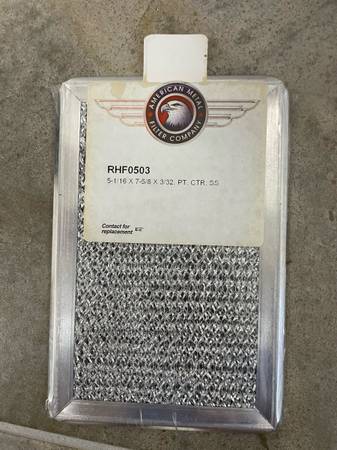 AMERICAN METAL
FILTER COMPANY
RHF0503
5-1/16 X 7-5/8 X 3/32, PT. CTR. SS
Contact for
replacement